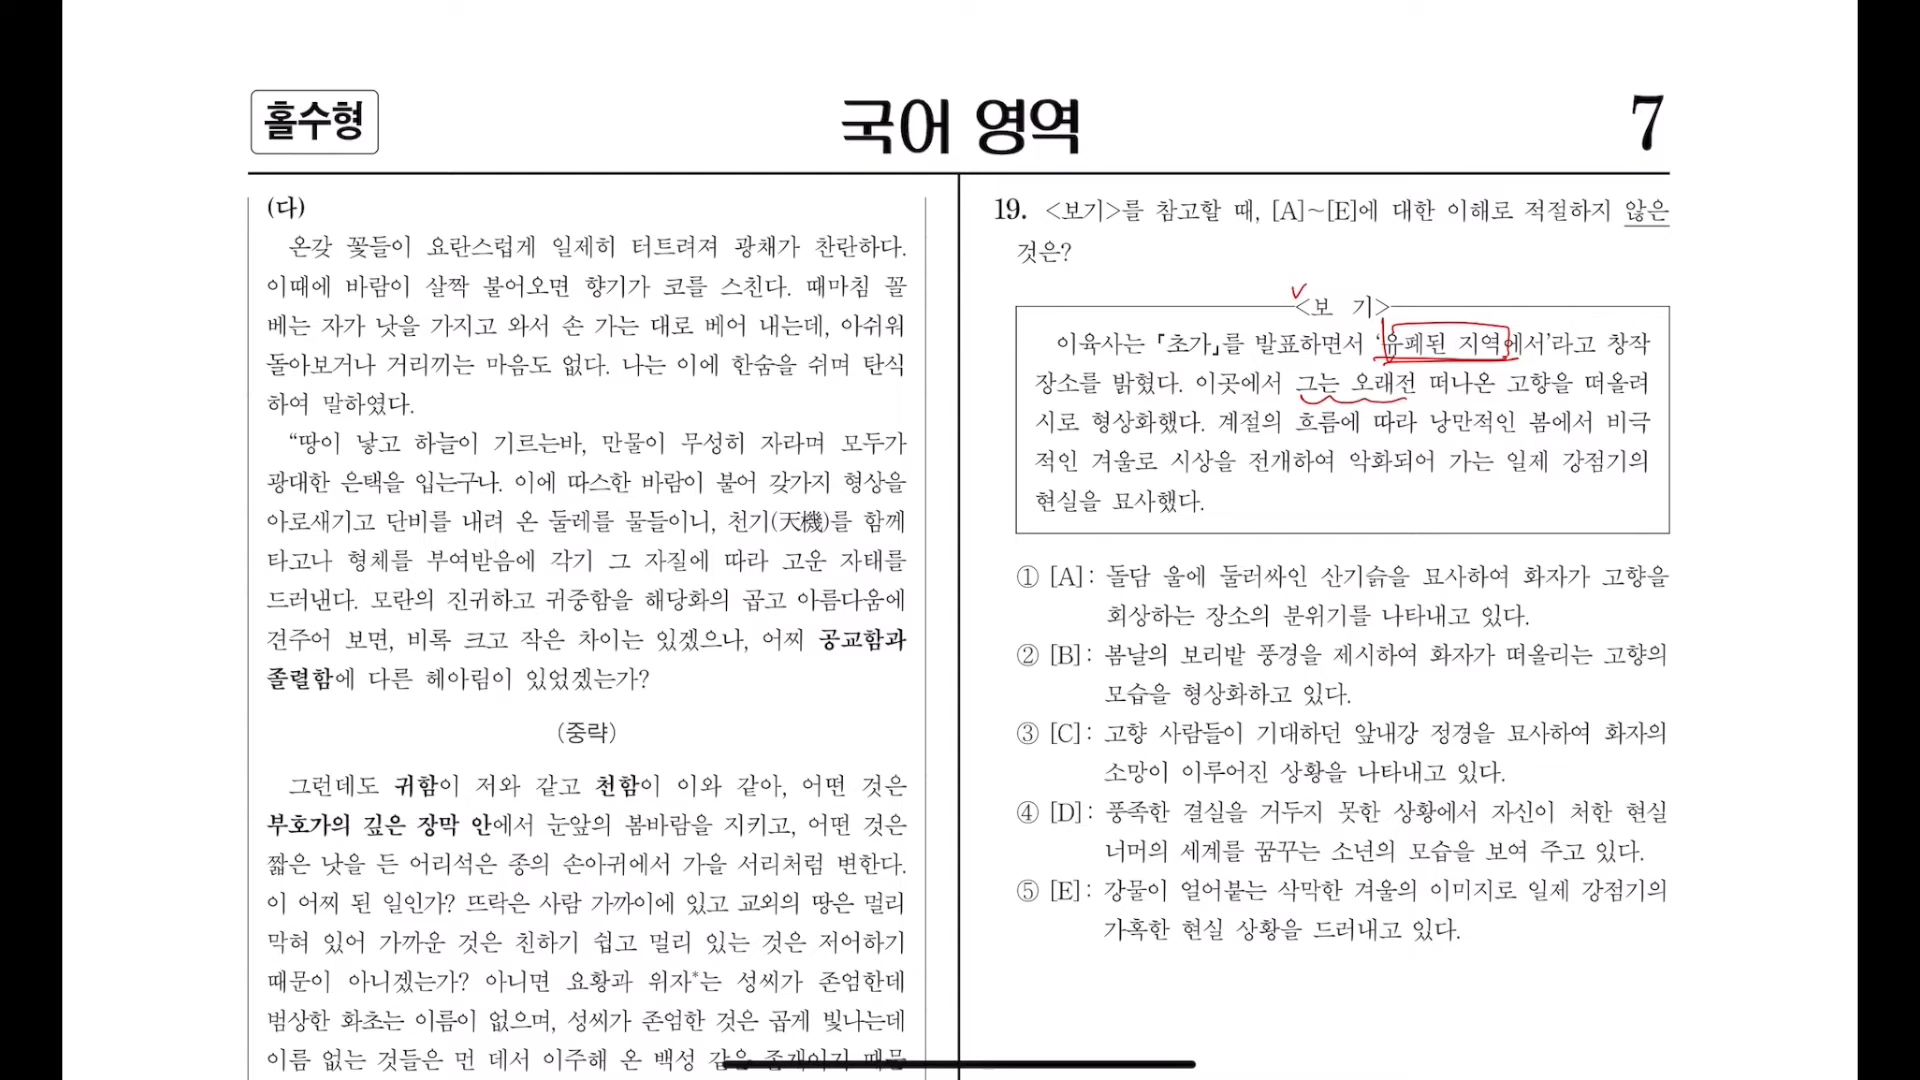 홀수형
국어 영역
7
(다)
온갖 꽃들이 요란스럽게 일제히 터트려져 광채가 찬란하다.
이때에 바람이 살짝 불어오면 향기가 코를 스친다. 때마침 꼴
베는 자가 낫을 가지고 와서 손 가는 대로 베어 내는데, 아쉬워
돌아보거나 거리끼는 마음도 없다. 나는 이에 한숨을 쉬며 탄식
하여 말하였다.
“땅이 낳고 하늘이 기르는바, 만물이 무성히 자라며 모두가
광대한 은택을 입는구나. 이에 따스한 바람이 불어 갖가지 형상을
아로새기고 단비를 내려 온 둘레를 물들이니, 천기(天機)를 함께
타고나 형체를 부여받음에 각기 그 자질에 따라 고운 자태를
드러낸다. 모란의 진귀하고 귀중함을 해당화의 곱고 아름다움에
견주어 보면, 비록 크고 작은 차이는 있겠으나, 어찌 공교함과
졸렬함에 다른 헤아림이 있었겠는가?
(중략)
그런데도 귀함이 저와 같고 천함이 이와 같아, 어떤 것은
부호가의 깊은 장막 안에서 눈앞의 봄바람을 지키고, 어떤 것은
짧은 낫을 든 어리석은 종의 손아귀에서 가을 서리처럼 변한다.
이 어찌 된 일인가? 뜨락은 사람 가까이에 있고 교외의 땅은 멀리
막혀 있어 가까운 것은 친하기 쉽고 멀리 있는 것은 저어하기
때문이 아니겠는가? 아니면 요황과 위자*는 성씨가 존엄한데
범상한 화초는 이름이 없으며, 성씨가 존엄한 것은 곱게 빛나는데
이름 없는 것들은 먼 데서 이주해 온 백성 같은 존재이기 때문
19. <보기>를 참고할 때, [A]~[E]에 대한 이해로 적절하지 않은
것은?
<보 기>
이육사는 「초가」를 발표하면서 ‘유폐된 지역에서’라고 창작
장소를 밝혔다. 이곳에서 그는 오래전 떠나온 고향을 떠올려
시로 형상화했다. 계절의 흐름에 따라 낭만적인 봄에서 비극
적인 겨울로 시상을 전개하여 악화되어 가는 일제 강점기의
현실을 묘사했다.
① [A]: 돌담 울에 둘러싸인 산기슭을 묘사하여 화자가 고향을
회상하는 장소의 분위기를 나타내고 있다.
② [B]: 봄날의 보리밭 풍경을 제시하여 화자가 떠올리는 고향의
모습을 형상화하고 있다.
③ [C]: 고향 사람들이 기대하던 앞내강 정경을 묘사하여 화자의
소망이 이루어진 상황을 나타내고 있다.
④ [D]: 풍족한 결실을 거두지 못한 상황에서 자신이 처한 현실
너머의 세계를 꿈꾸는 소년의 모습을 보여 주고 있다.
⑤ [E]: 강물이 얼어붙는 삭막한 겨울의 이미지로 일제 강점기의
가혹한 현실 상황을 드러내고 있다.